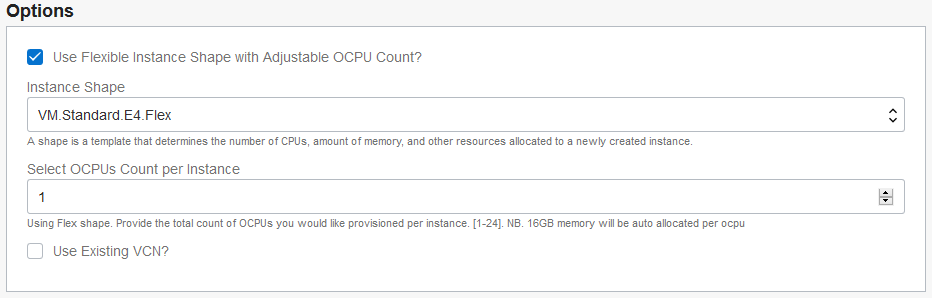 Options
Use Flexible Instance Shape with Adjustable OCPU Count?
Instance Shape
VM.Standard.E4.Flex
A shape is a template that determines the number of CPUs, amount of memory, and other resources allocated to a newly created instance.
Select OCPUs Count per Instance
1
Using Flex shape. Provide the total count of OCPUs you would like provisioned per instance. [1-24]. NB. 16GB memory will be auto allocated per ocpu
Use Existing VCN?